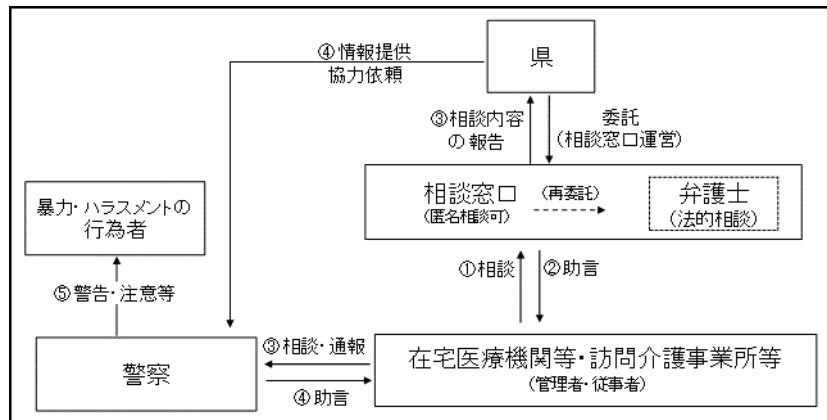 ④情報提供
協力依頼
県
③相談内容
の報告
委託
(相談窓口運営)
相談窓口
(匿名相談可)
(再委託)
弁護士
(法的相談)
暴力・ハラスメントの
行為者
①相談
②助言
⑤警告・注意等
警察
③相談・通報
④助言
在宅医療機関等・訪問介護事業所等
(管理者・従事者)